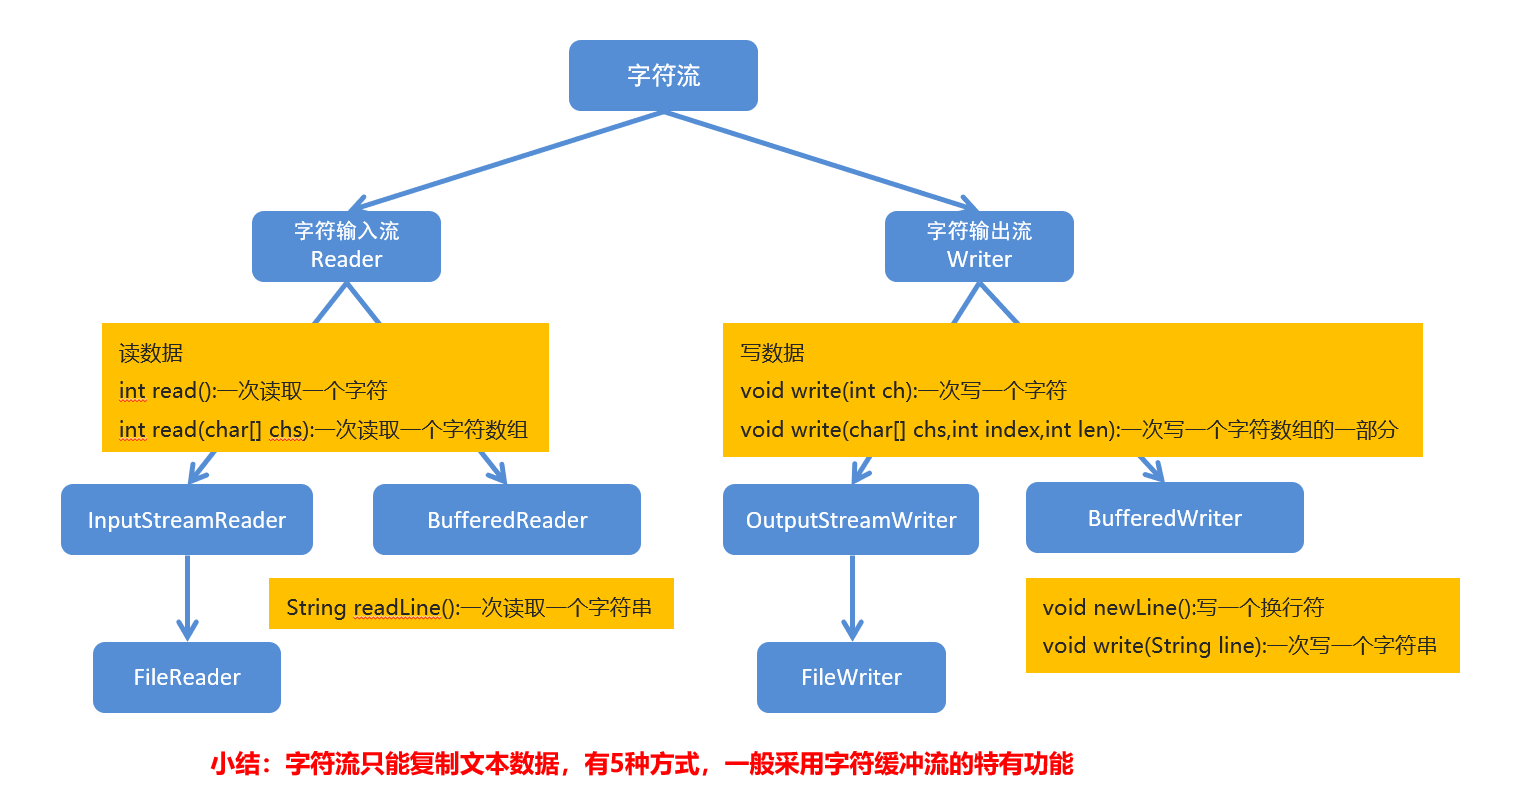 字符流
字符输入流
Reader
字符输出流
Writer
读数据
int read():一次读取一个字符
int read(char[] chs):一次读取一个字符数组
写数据
void write(int ch):一次写一个字符
void write(char[] chs,int index,int len):一次写一个字符数组的一部分
InputStreamReader
BufferedReader
OutputStreamWriter
BufferedWriter
String readLine():一次读取一个字符串
void newLine():写一个换行符
void write(String line):一次写一个字符串
FileReader
FileWriter
小结：字符流只能复制文本数据，有5种方式，一般采用字符缓冲流的特有功能